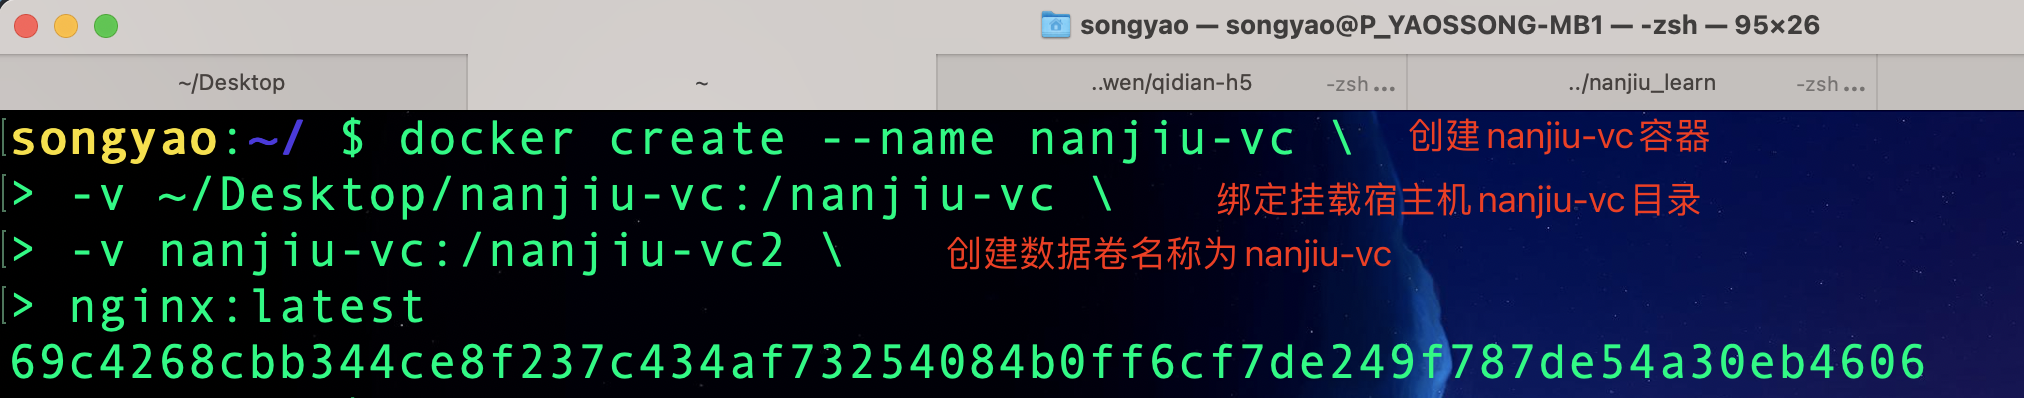 songyao — songyao@P_YAOSSONG-MB1 — -zsh — 95×26
~/Desktop ~ ..wen/qidian-h5 -zsh ... ../nanjiu_learn -zsh ...
songyao:~/ $ docker create --name nanjiu-vc \ 创建nanjiu-vc容器
> -v ~/Desktop/nanjiu-vc:/nanjiu-vc \ 绑定挂载宿主机nanjiu-vc目录
> -v nanjiu-vc:/nanjiu-vc2 \ 创建数据卷名称为nanjiu-vc
> nginx:latest
69c4268cbb344ce8f237c434af73254084b0ff6cf7de249f787de54a30eb4606